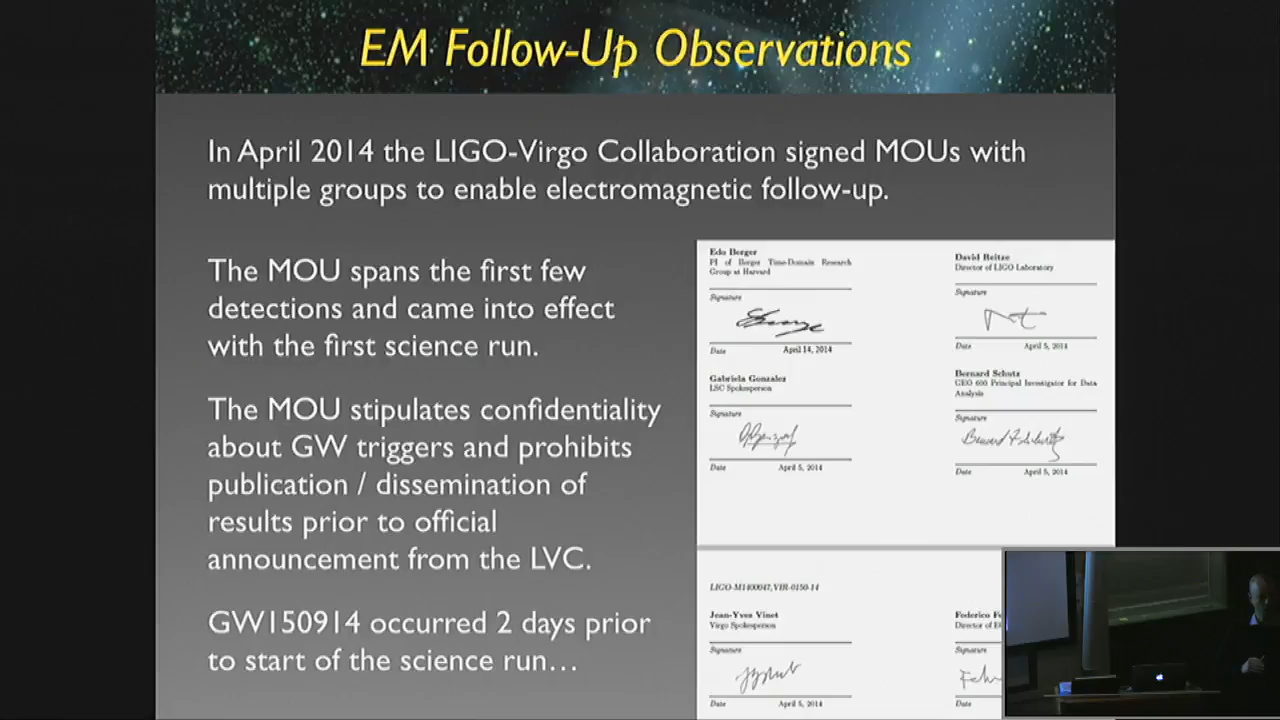 EM Follow-Up Observations
In April 2014 the LIGO-Virgo Collaboration signed MOUs with
multiple groups to enable electromagnetic follow-up.
The MOU spans the first few
detections and came into effect
with the first science run.
The MOU stipulates confidentiality
about GW triggers and prohibits
publication / dissemination of
results prior to official
announcement from the LVC.
GW150914 occurred 2 days prior
to start of the science run…
Edo Berger
PI of Berger Time-Domain Research
Group at Harvard
Signature
Date April 14, 2014
David Reitze
Director of LIGO Laboratory
Signature
Date April 5, 2014
Gabriela Gonzalez
LSC Spokesperson
Signature
Date April 5, 2014
Bernard Schutz
GEO 600 Principal Investigator for Data
Analysis
Signature
Date April 5, 2014
LIGO-M1400047, VIR-0150-14
Jean-Yves Vinet
Virgo Spokesperson
Signature
Date April 5, 2014
Federico
Director of
Signature
Date